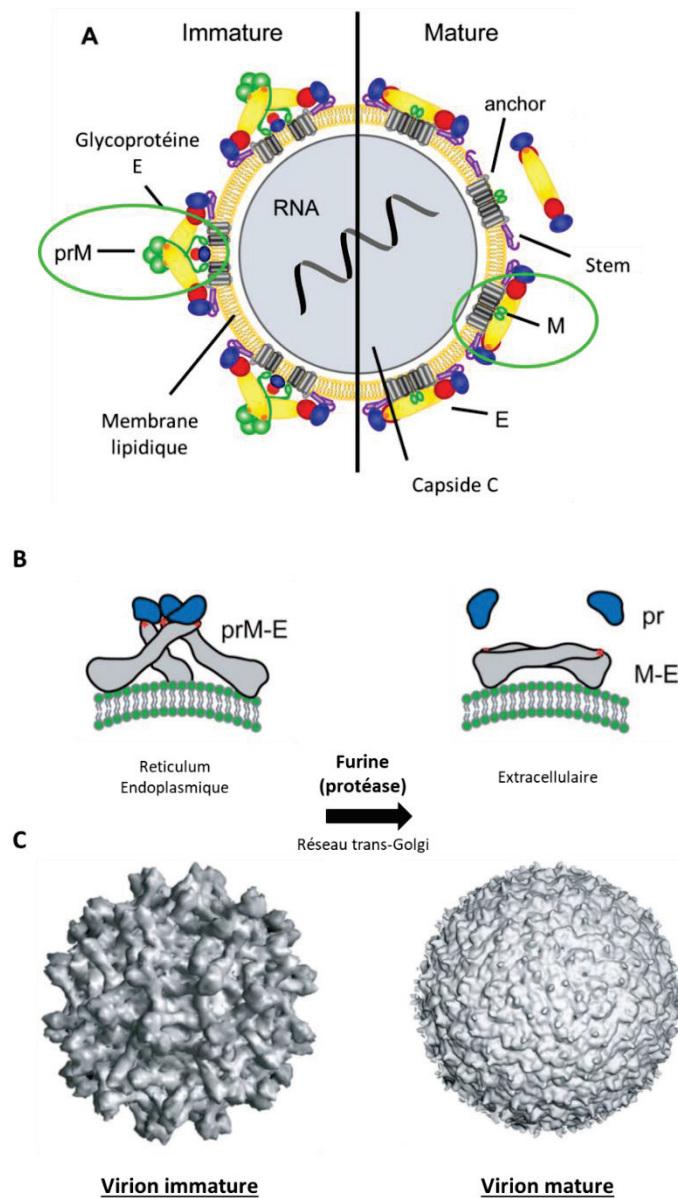 A
Immature
Mature
anchor
Glycoprotéine
E
RNA
prM
Stem
M
Membrane
lipidique
E
Capside C
B
prM-E
pr
M-E
Reticulum
Endoplasmique
Furine
(protéase)
Extracellulaire
Réseau trans-Golgi
C
Virion immature
Virion mature